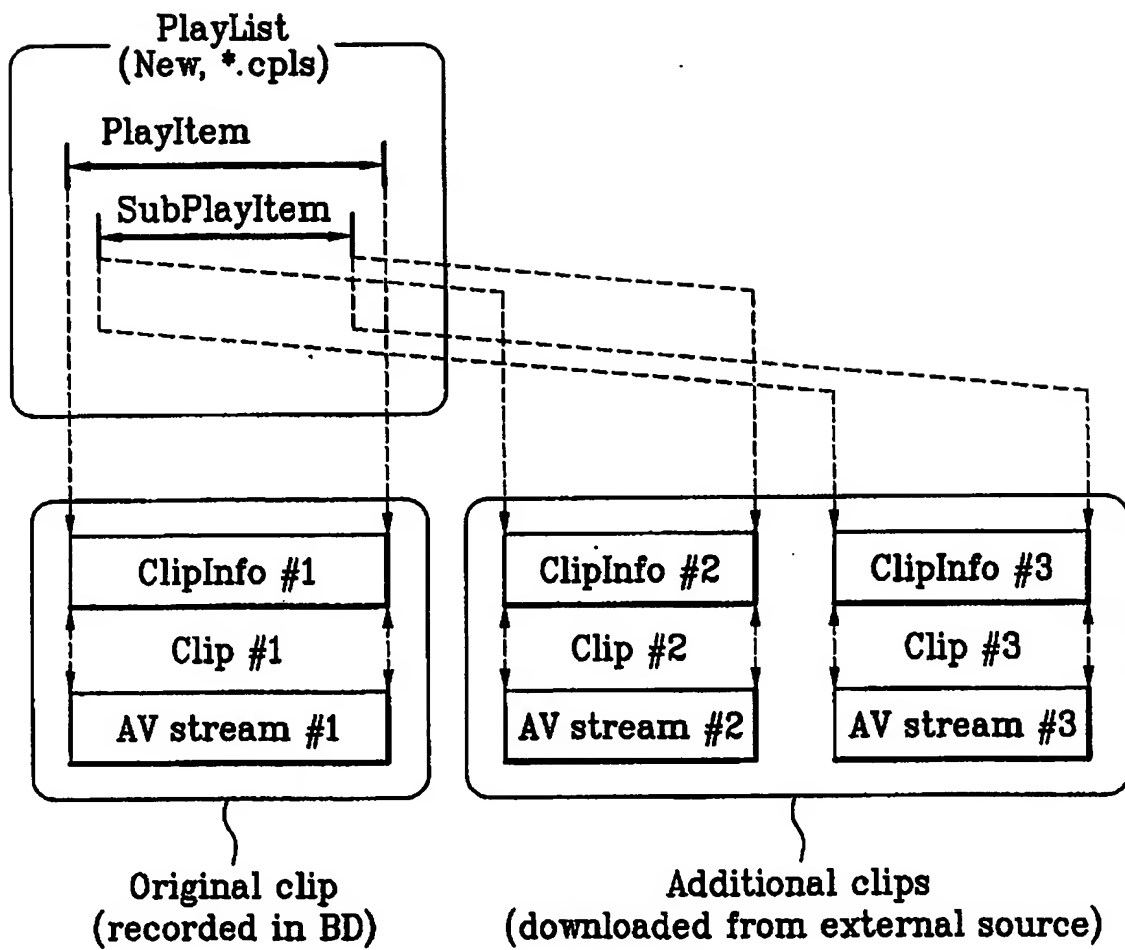 PlayList
(New, *.cpls)
PlayItem
SubPlayItem
ClipInfo #1
Clip #1
AV stream #1
ClipInfo #2
Clip #2
AV stream #2
ClipInfo #3
Clip #3
AV stream #3
Original clip
(recorded in BD)
Additional clips
(downloaded from external source)